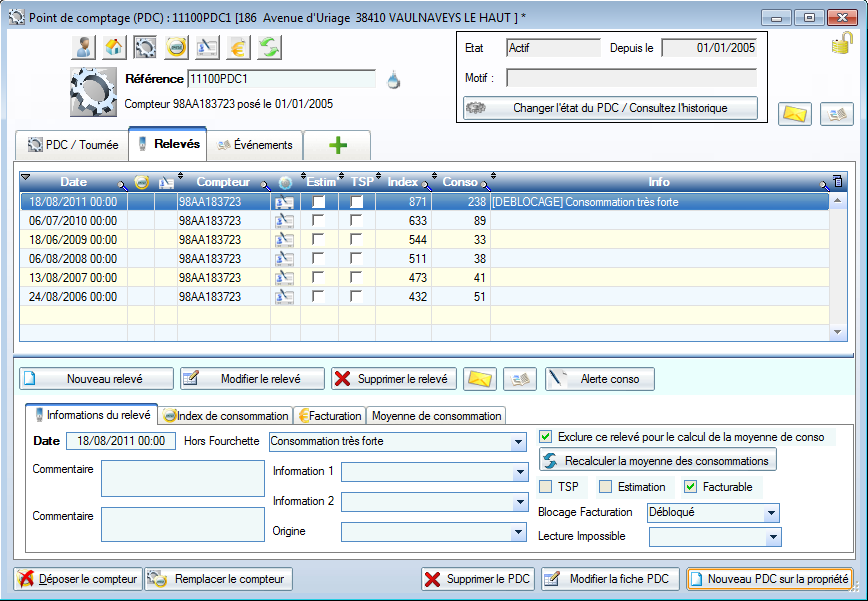 Point de comptage (PDC) : 11100PDC1 [186 Avenue d'Uriage 38410 VAULNAVEYS LE HAUT ] *
Référence 11100PDC1
Compteur 98AA183723 posé le 01/01/2005
Etat Actif Depuis le 01/01/2005
Motif :
Changer l'état du PDC / Consultez l'historique
PDC / Tournée Relevés Événements
Date Compteur Estim TSP Index Conso Info
18/08/2011 00:00 98AA183723 871 238 [DEBLOCAGE] Consommation très forte
06/07/2010 00:00 98AA183723 633 89
18/06/2009 00:00 98AA183723 544 33
06/08/2008 00:00 98AA183723 511 38
13/08/2007 00:00 98AA183723 473 41
24/08/2006 00:00 98AA183723 432 51
Nouveau relevé Modifier le relevé Supprimer le relevé Alerte conso
Informations du relevé Index de consommation Facturation Moyenne de consommation
Date 18/08/2011 00:00 Hors Fourchette Consommation très forte
Exclure ce relevé pour le calcul de la moyenne de conso
Commentaire
Information 1
Recalculer la moyenne des consommations
TSP Estimation Facturable
Information 2
Commentaire
Blocage Facturation Débloqué
Origine
Lecture Impossible
Déposer le compteur Remplacer le compteur Supprimer le PDC Modifier la fiche PDC Nouveau PDC sur la propriété